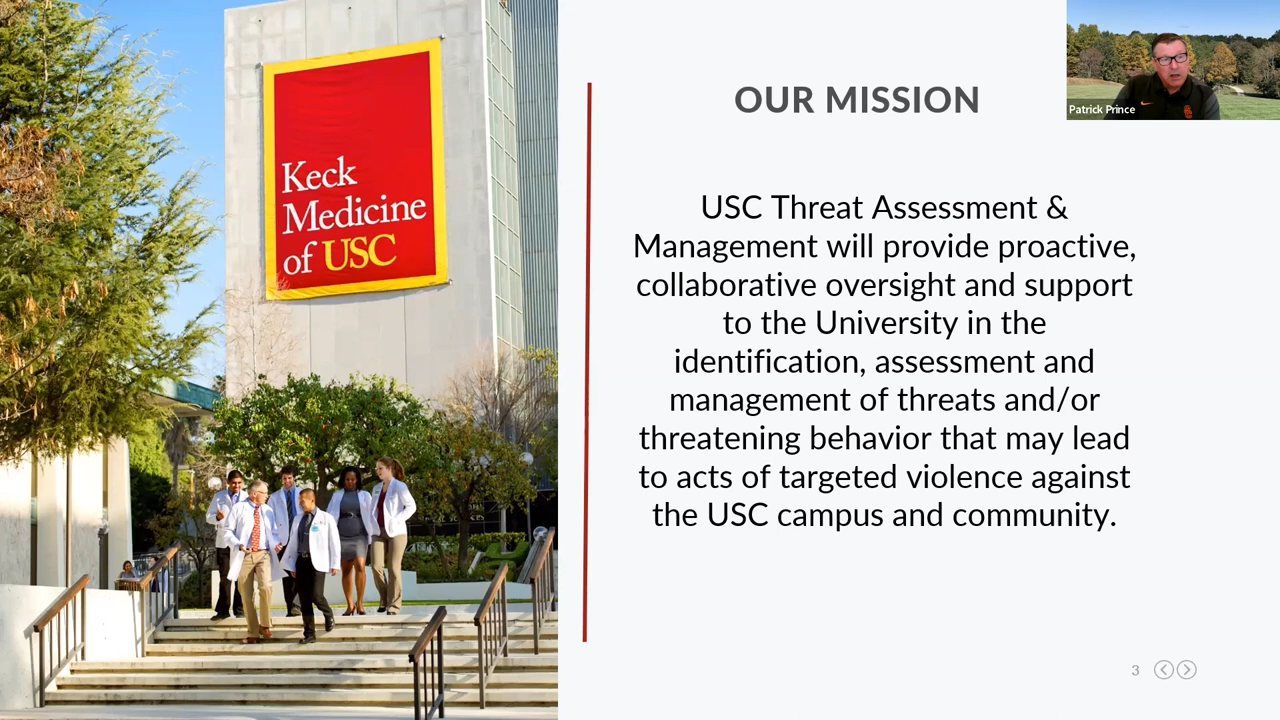 Keck
Medicine
of USC
OUR MISSION
Patrick Prince
USC Threat Assessment &
Management will provide proactive,
collaborative oversight and support
to the University in the
identification, assessment and
management of threats and/or
threatening behavior that may lead
to acts of targeted violence against
the USC campus and community.
3